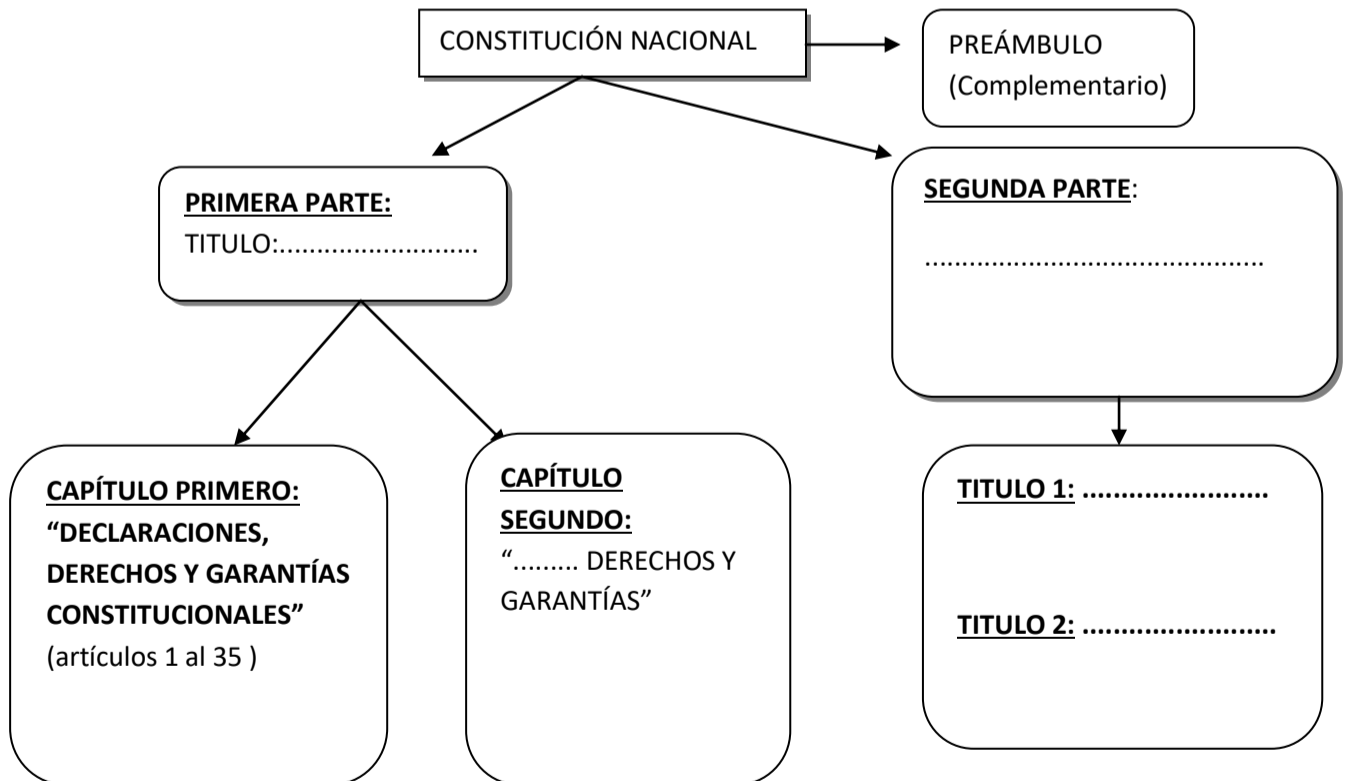 CONSTITUCIÓN NACIONAL
PREÁMBULO
(Complementario)
PRIMERA PARTE:
TITULO:...........................
SEGUNDA PARTE:
..............................................
CAPÍTULO PRIMERO:
“DECLARACIONES,
DERECHOS Y GARANTÍAS
CONSTITUCIONALES”
(artículos 1 al 35 )
CAPÍTULO
SEGUNDO:
“......... DERECHOS Y
GARANTÍAS”
TITULO 1: ........................
TITULO 2: .........................